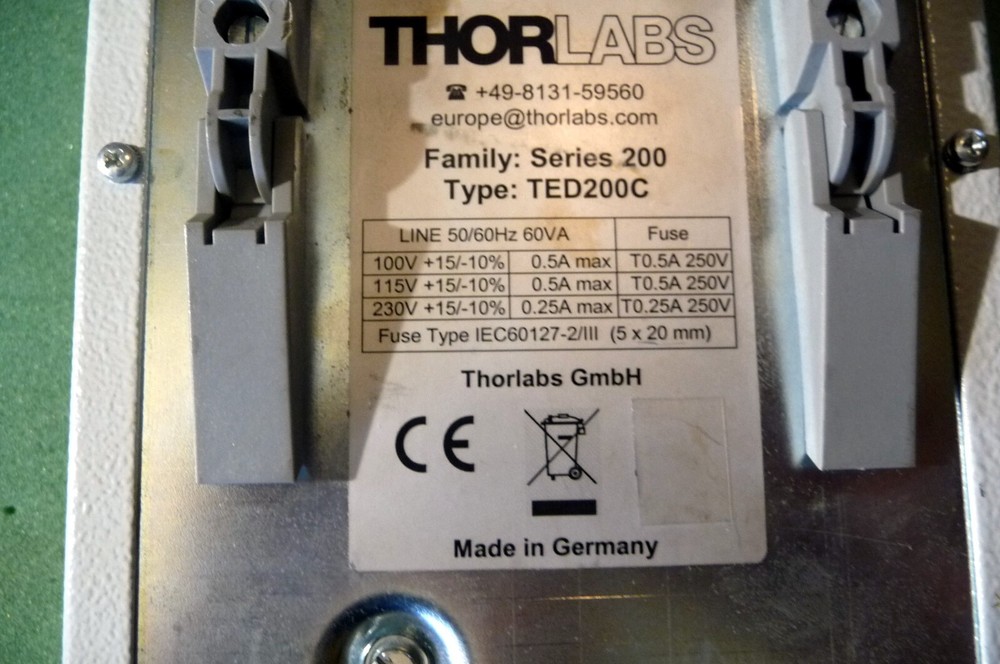 THORLABS
☎ +49-8131-59560
europe@thorlabs.com
Family: Series 200
Type: TED200C
LINE 50/60Hz 60VA Fuse
100V +15/-10% 0.5A max T0.5A 250V
115V +15/-10% 0.5A max T0.5A 250V
230V +15/-10% 0.25A max T0.25A 250V
Fuse Type IEC60127-2/III (5 x 20 mm)
Thorlabs GmbH
CE
Made in Germany